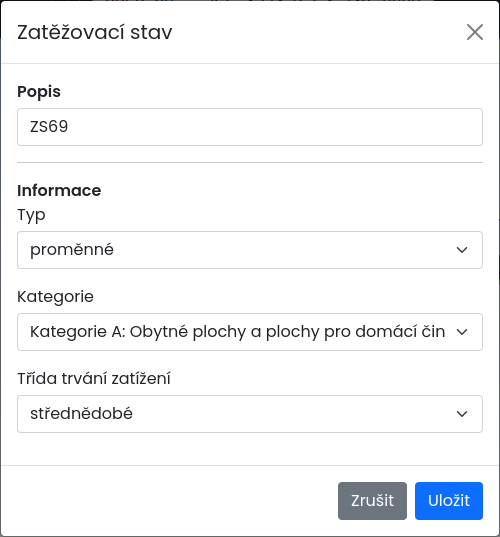 Zatěžovací stav
Popis
ZS69
Informace
Typ
proměnné
Kategorie
Kategorie A: Obytné plochy a plochy pro domácí čin
Třída trvání zatížení
střednědobé
Zrušit
Uložit